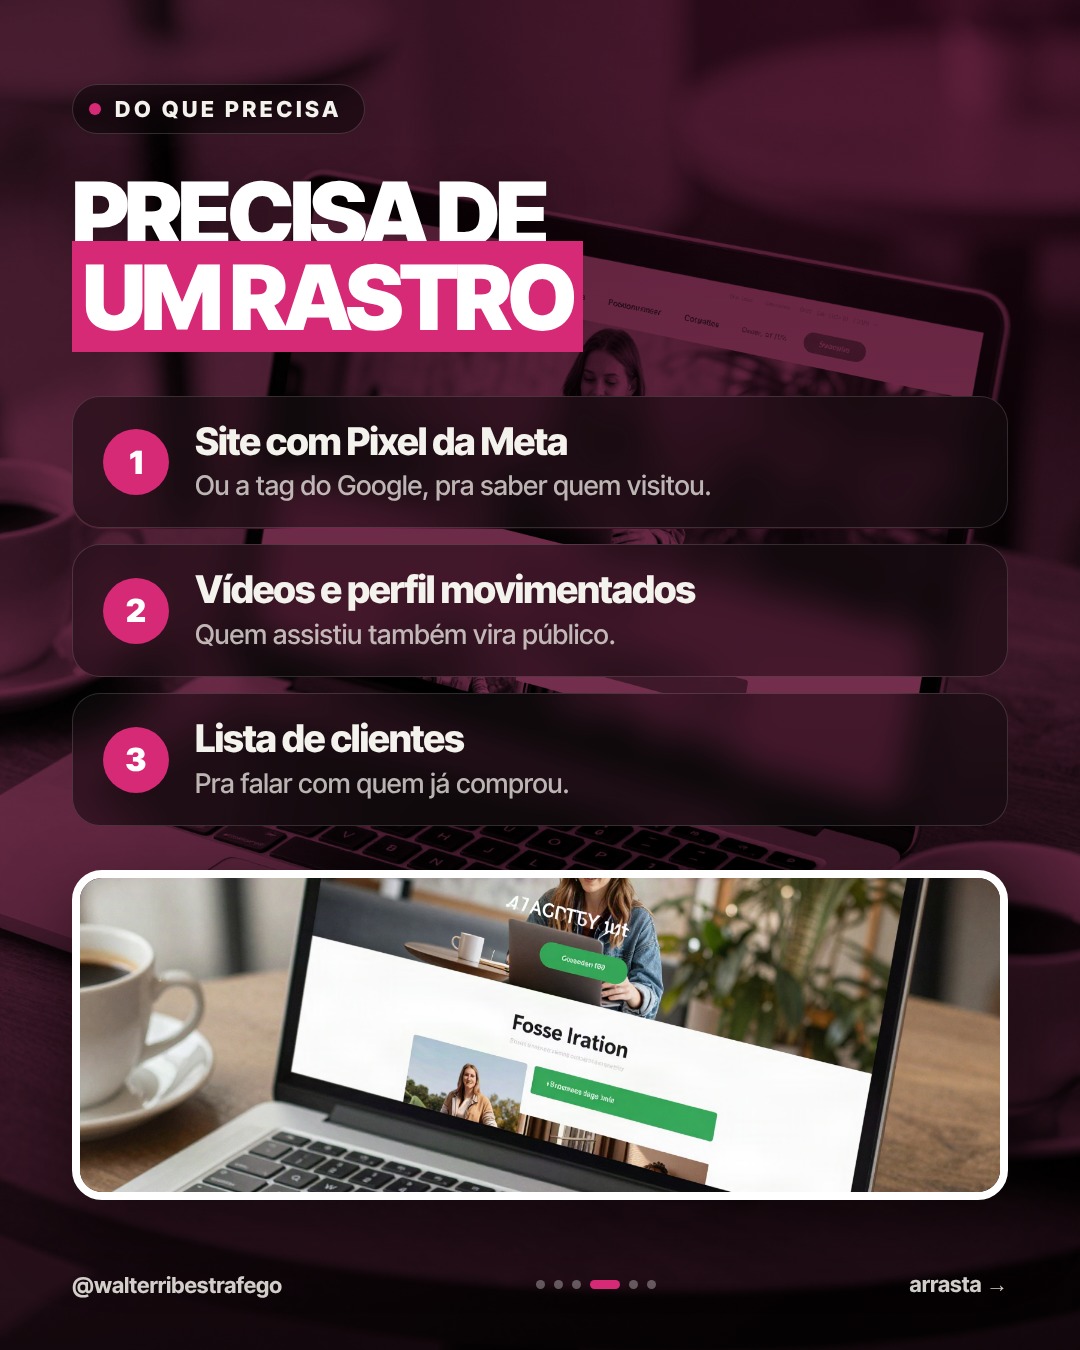 DO QUE PRECISA
PRECISA DE
UM RASTRO
1
Site com Pixel da Meta
Ou a tag do Google, pra saber quem visitou.
2
Vídeos e perfil movimentados
Quem assistiu também vira público.
3
Lista de clientes
Pra falar com quem já comprou.
Fosse Iration
@walterribestrafego
arrasta →